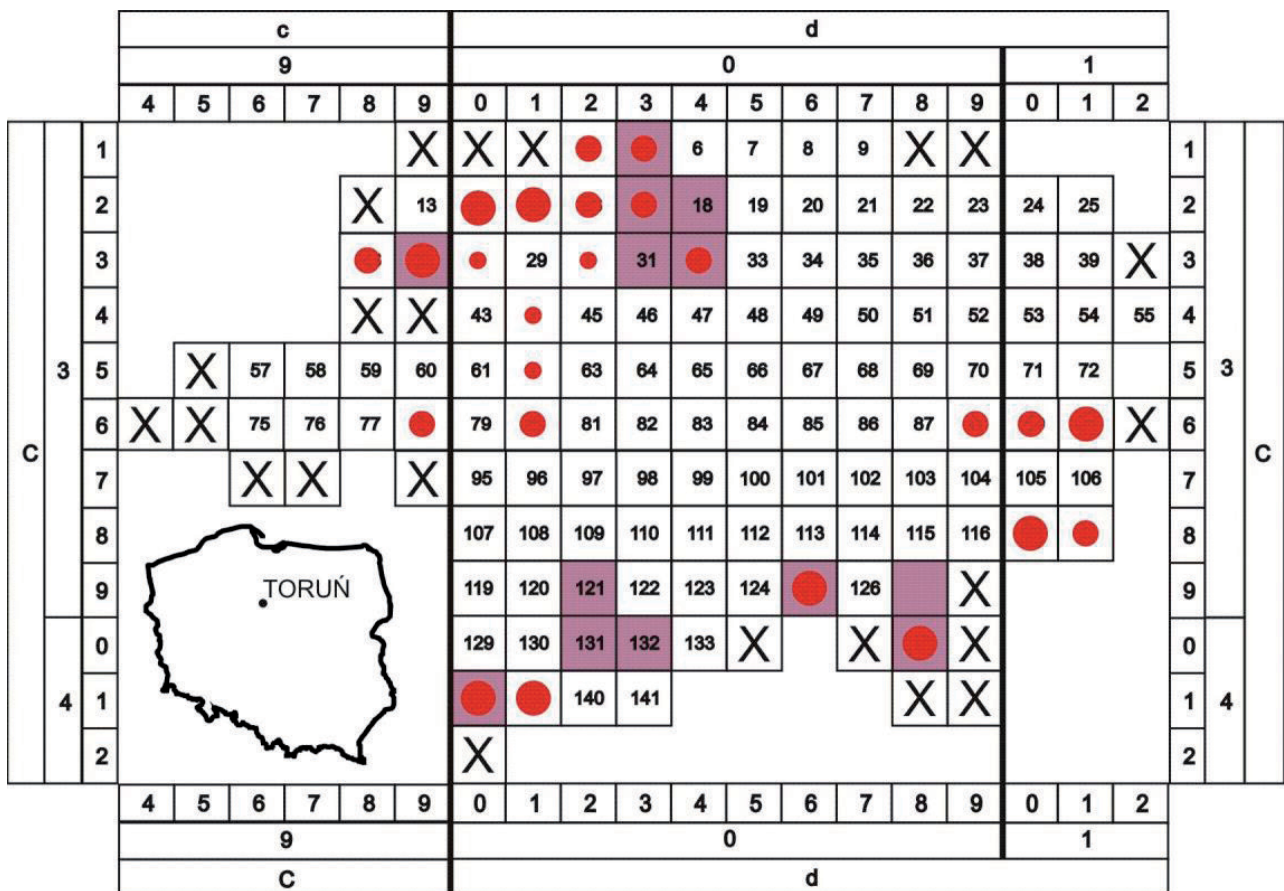 c d
9 0 1
4 5 6 7 8 9 0 1 2 3 4 5 6 7 8 9 0 1 2
1 X X X 6 7 8 9 X X 1
2 X 13 18 19 20 21 22 23 24 25 2
3 29 31 33 34 35 36 37 38 39 X 3
4 X X 43 45 46 47 48 49 50 51 52 53 54 55 4
3 5 X 57 58 59 60 61 63 64 65 66 67 68 69 70 71 72 5 3
6 X X 75 76 77 79 81 82 83 84 85 86 87 X 6
C 7 X X X 95 96 97 98 99 100 101 102 103 104 105 106 7 C
8 107 108 109 110 111 112 113 114 115 116 8
9 TORUŃ 119 120 121 122 123 124 126 X 9
0 129 130 131 132 133 X X X 0
4 1 140 141 X X 1 4
2 X 2
4 5 6 7 8 9 0 1 2 3 4 5 6 7 8 9 0 1 2
9 0 1
C d